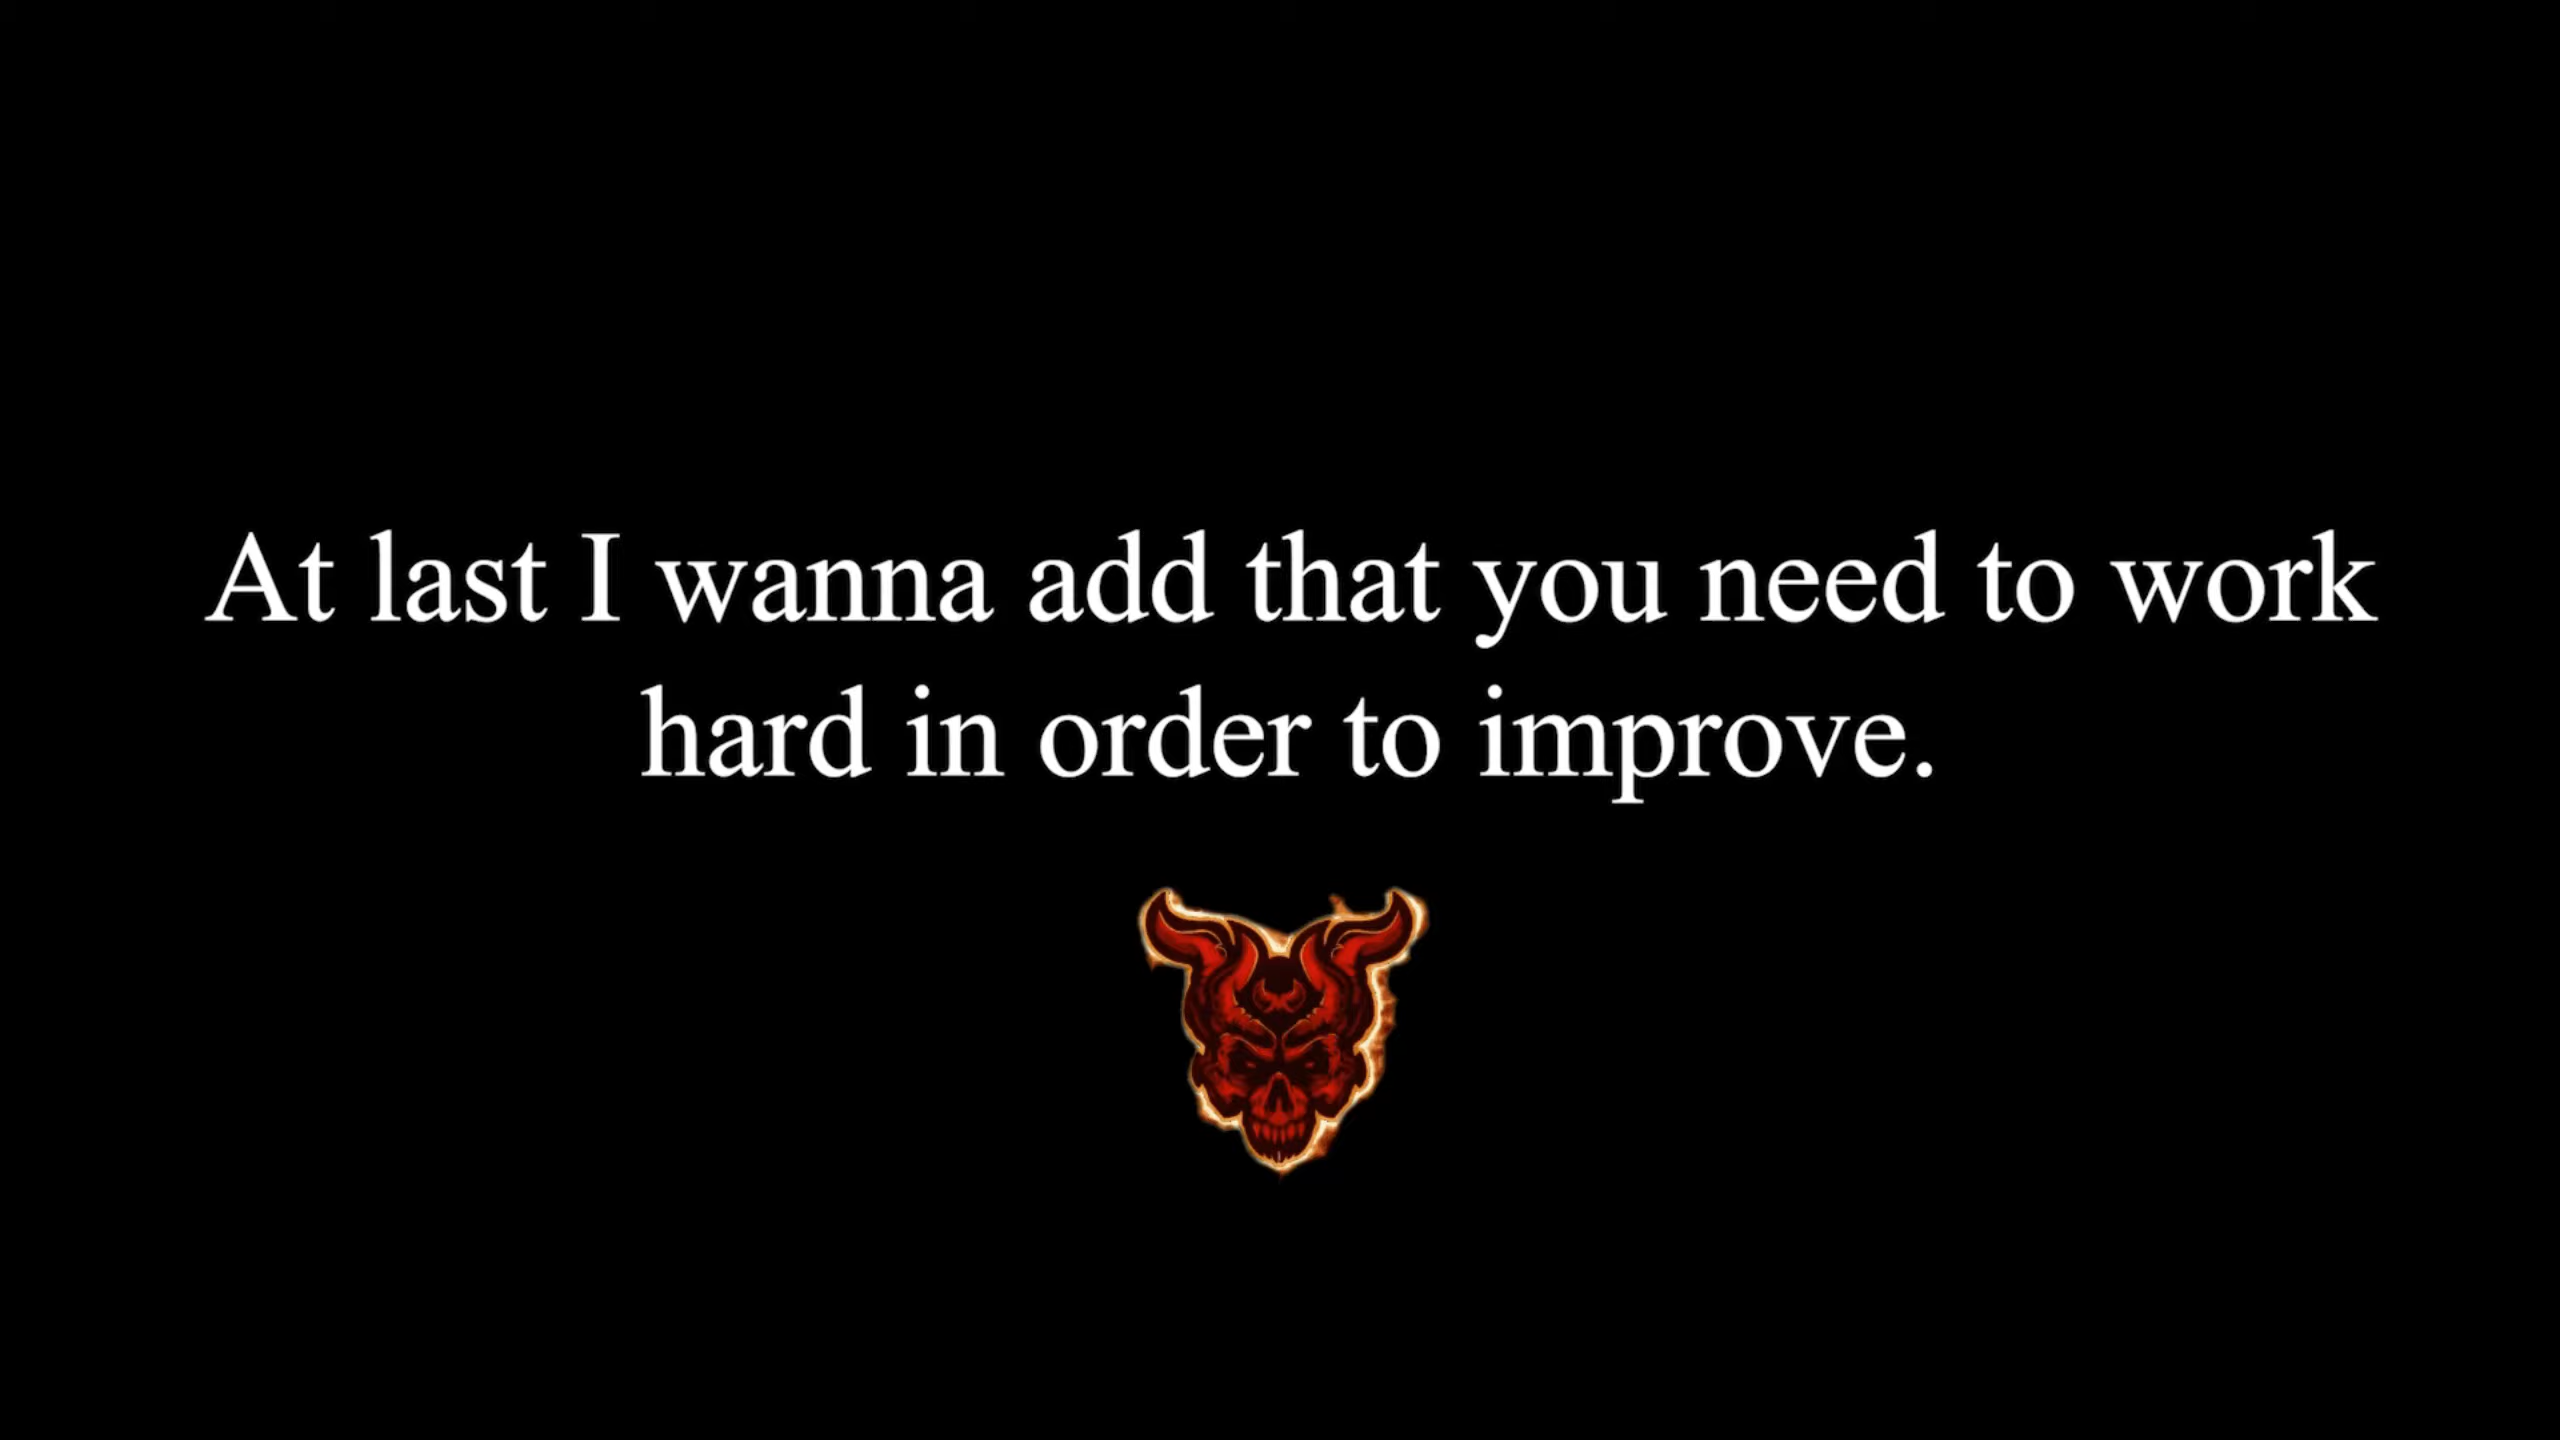 At last I wanna add that you need to work
hard in order to improve.